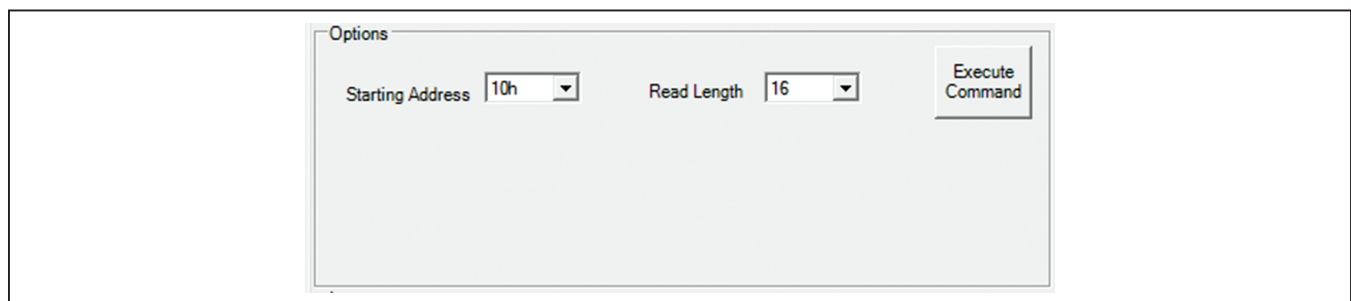 Options
Starting Address 10h Read Length 16
Execute
Command